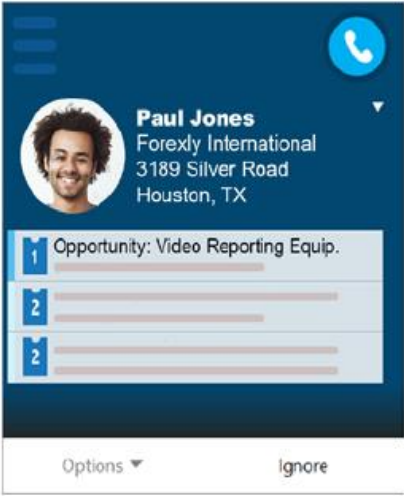 Paul Jones
Forexly International
3189 Silver Road
Houston, TX
1 Opportunity: Video Reporting Equip.
2
2
Options Ignore